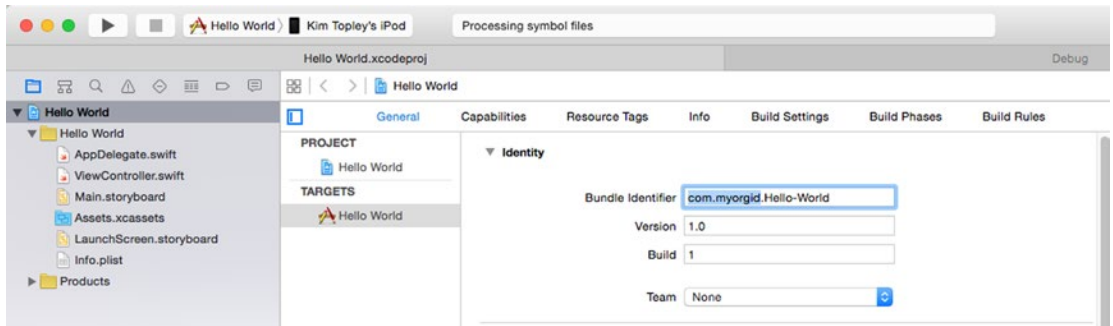 Hello World Kim Topley's iPod Processing symbol files
Hello World.xcodeproj Debug
Hello World
General Capabilities Resource Tags Info Build Settings Build Phases Build Rules
Hello World
Hello World
AppDelegate.swift
ViewController.swift
Main.storyboard
Assets.xcassets
LaunchScreen.storyboard
Info.plist
Products
PROJECT
Hello World
TARGETS
Hello World
Identity
Bundle Identifier com.myorgid.Hello-World
Version 1.0
Build 1
Team None